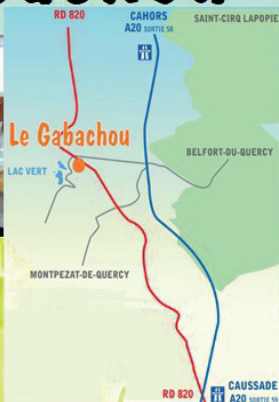 RD 820
CAHORS
A20 SORTIE 58
SAINT-CIRQ LAPOPIE
Le Gabachou
BELFORT-DU-QUERCY
LAC VERT
MONTPEZAT-DE-QUERCY
RD 820
CAUSSADE
A20 SORTIE 59